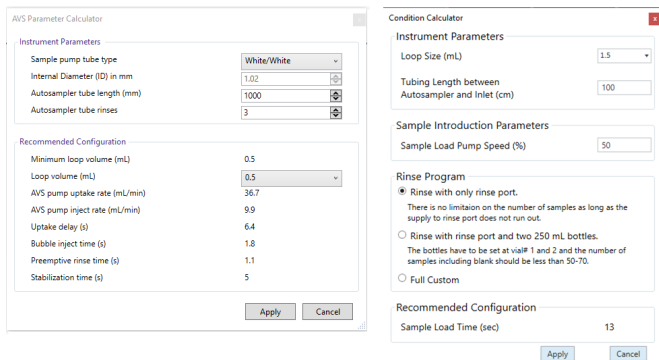 AVS Parameter Calculator
Instrument Parameters
Sample pump tube type White/White
Internal Diameter (ID) in mm 1.02
Autosampler tube length (mm) 1000
Autosampler tube rinses 3
Recommended Configuration
Minimum loop volume (mL) 0.5
Loop volume (mL) 0.5
AVS pump uptake rate (mL/min) 36.7
AVS pump inject rate (mL/min) 9.9
Uptake delay (s) 6.4
Bubble inject time (s) 1.8
Preemptive rinse time (s) 1.1
Stabilization time (s) 5
Apply Cancel
Condition Calculator
x
Instrument Parameters
Loop Size (mL) 1.5
Tubing Length between
Autosampler and Inlet (cm) 100
Sample Introduction Parameters
Sample Load Pump Speed (%) 50
Rinse Program
Rinse with only rinse port.
There is no limitaion on the number of samples as long as the
supply to rinse port does not run out.
Rinse with rinse port and two 250 mL bottles.
The bottles have to be set at vial# 1 and 2 and the number of
samples including blank should be less than 50-70.
Full Custom
Recommended Configuration
Sample Load Time (sec) 13
Apply Cancel